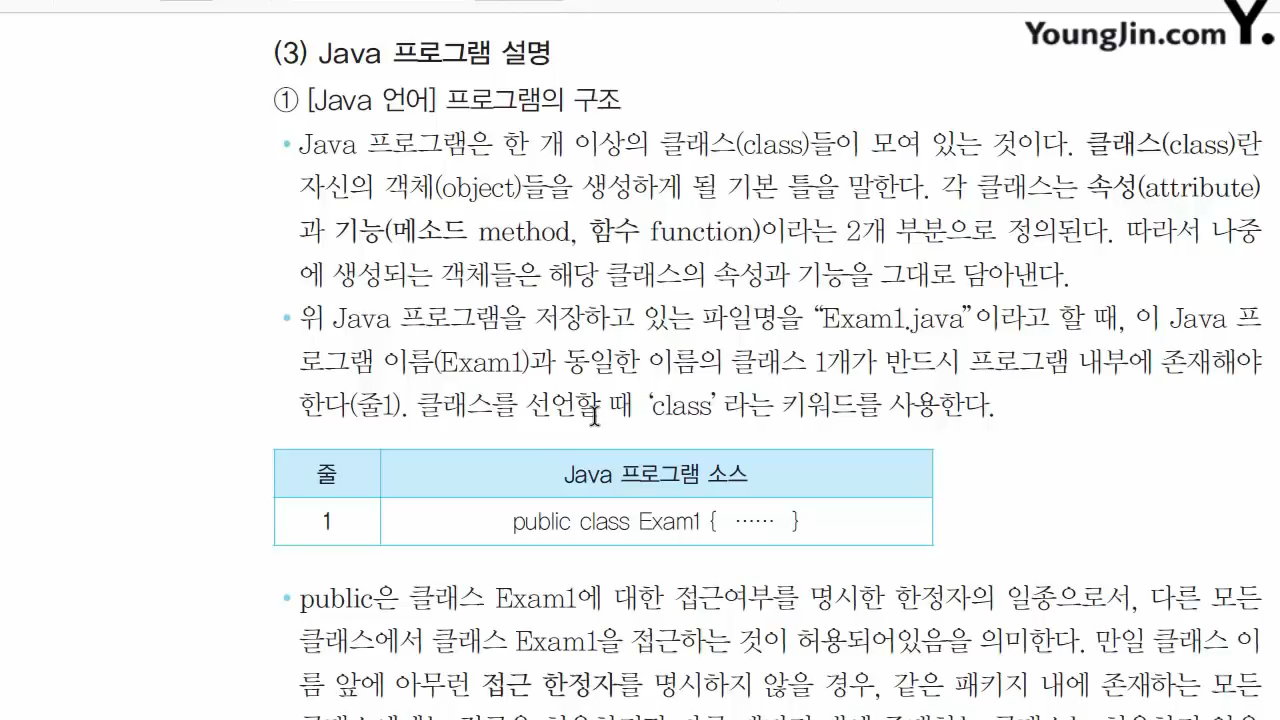 YoungJin.com Y.
(3) Java 프로그램 설명
① [Java 언어] 프로그램의 구조
• Java 프로그램은 한 개 이상의 클래스(class)들이 모여 있는 것이다. 클래스(class)란
자신의 객체(object)들을 생성하게 될 기본 틀을 말한다. 각 클래스는 속성(attribute)
과 기능(메소드 method, 함수 function)이라는 2개 부분으로 정의된다. 따라서 나중
에 생성되는 객체들은 해당 클래스의 속성과 기능을 그대로 담아낸다.
• 위 Java 프로그램을 저장하고 있는 파일명을 “Exam1.java”이라고 할 때, 이 Java 프
로그램 이름(Exam1)과 동일한 이름의 클래스 1개가 반드시 프로그램 내부에 존재해야
한다(줄1). 클래스를 선언할 때 ‘class’라는 키워드를 사용한다.
줄 Java 프로그램 소스
1 public class Exam1 { …… }
• public은 클래스 Exam1에 대한 접근여부를 명시한 한정자의 일종으로서, 다른 모든
클래스에서 클래스 Exam1을 접근하는 것이 허용되어있음을 의미한다. 만일 클래스 이
름 앞에 아무런 접근 한정자를 명시하지 않을 경우, 같은 패키지 내에 존재하는 모든